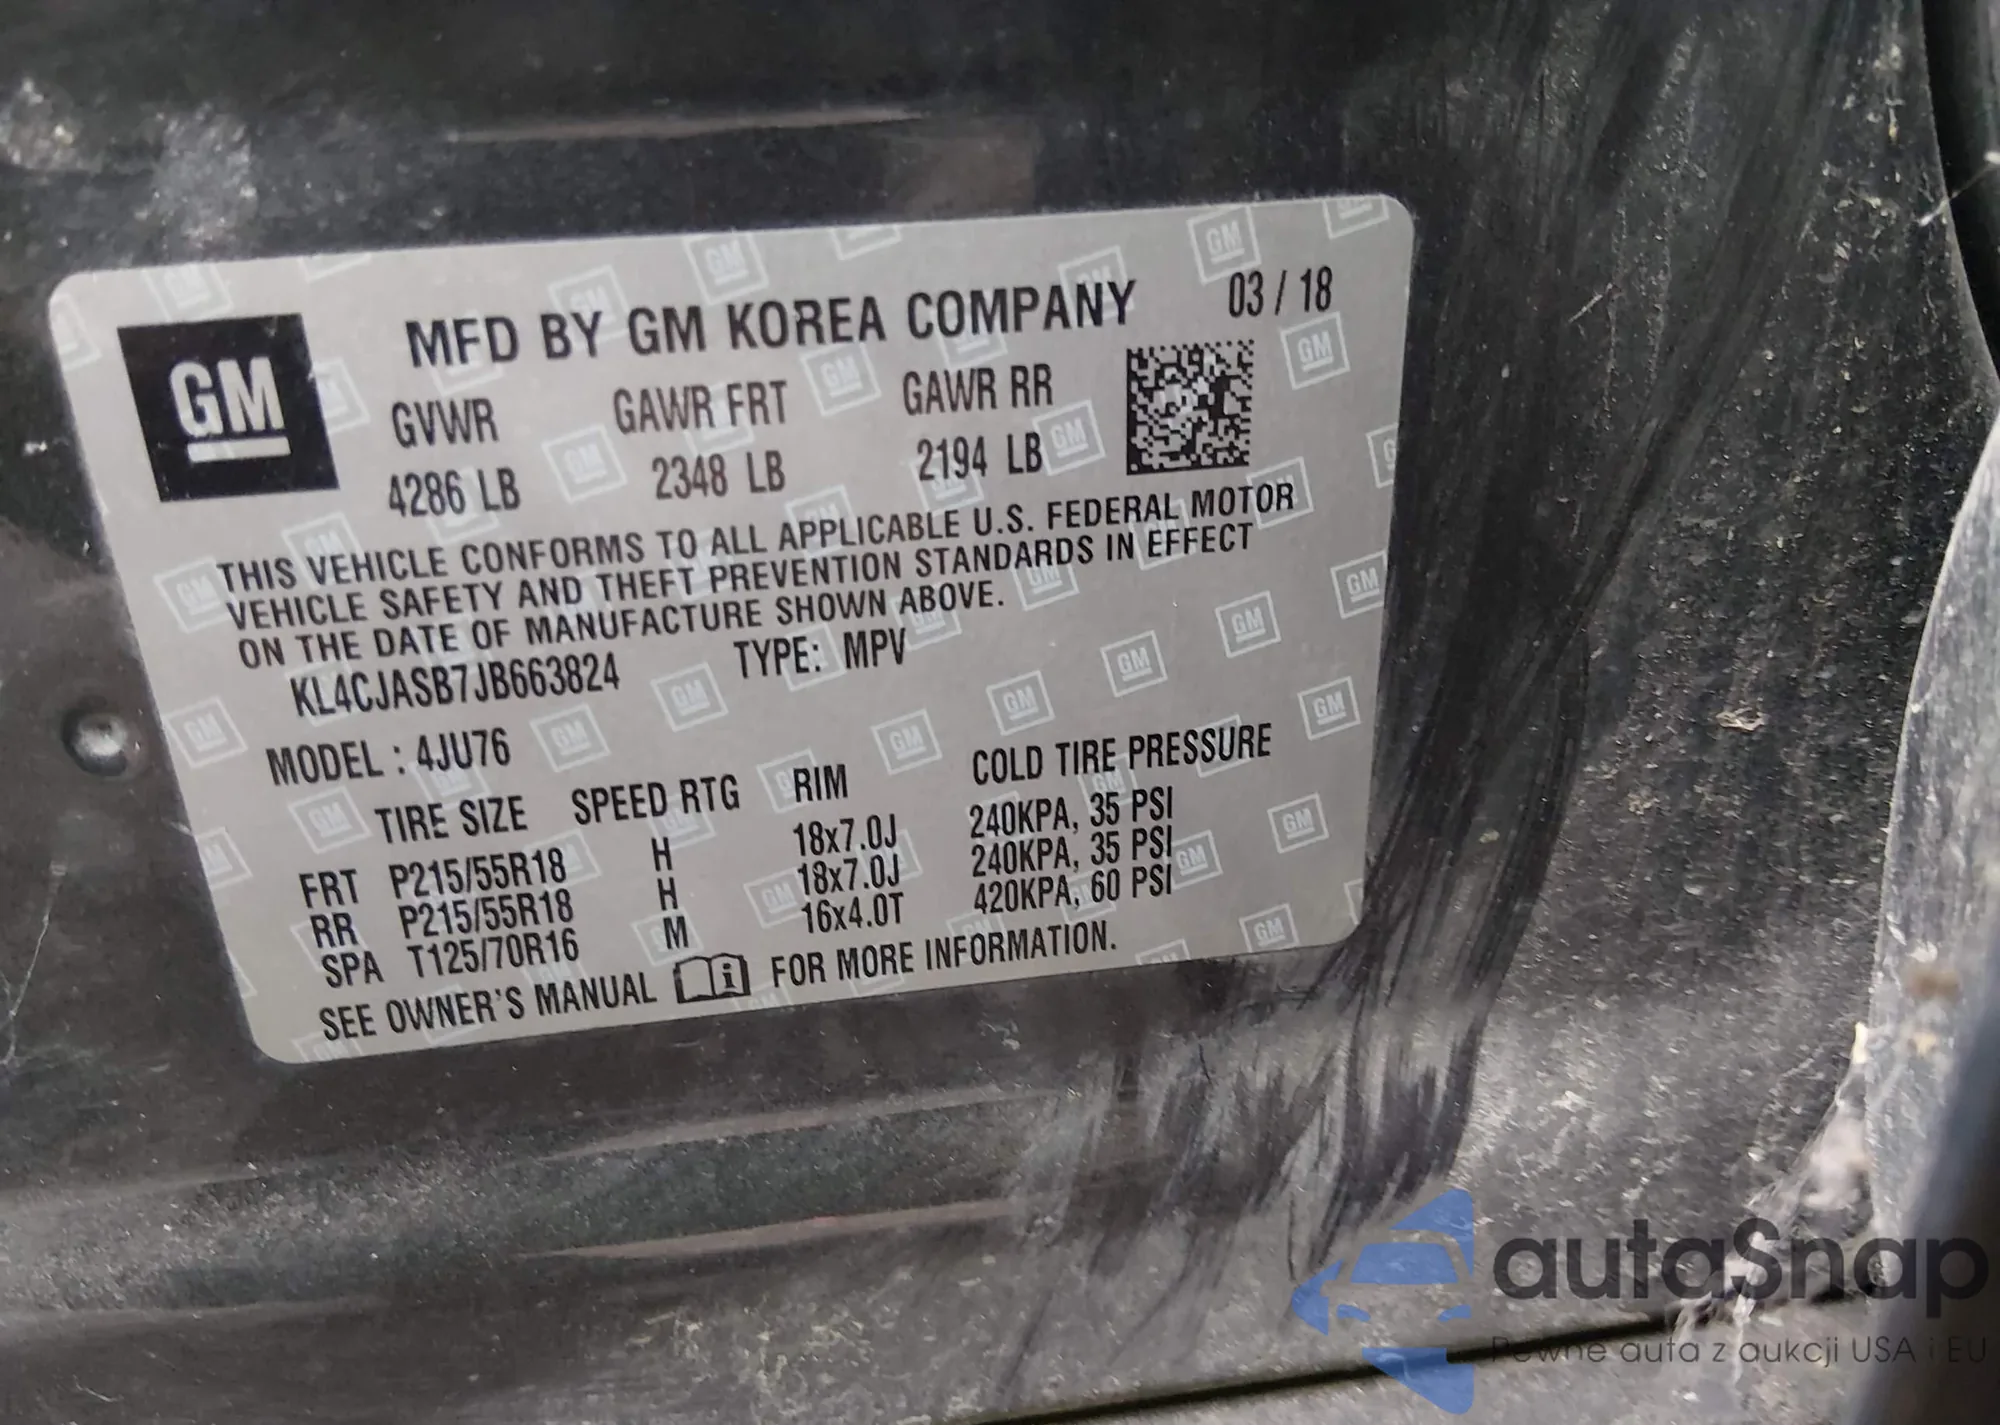 GM
MFD BY GM KOREA COMPANY 03 / 18
GVWR GAWR FRT GAWR RR
4286 LB 2348 LB 2194 LB
THIS VEHICLE CONFORMS TO ALL APPLICABLE U.S. FEDERAL MOTOR
VEHICLE SAFETY AND THEFT PREVENTION STANDARDS IN EFFECT
ON THE DATE OF MANUFACTURE SHOWN ABOVE.
KL4CJASB7JB663824 TYPE: MPV
MODEL : 4JU76
TIRE SIZE SPEED RTG RIM COLD TIRE PRESSURE
FRT P215/55R18 H 18x7.0J 240KPA, 35 PSI
RR P215/55R18 H 18x7.0J 240KPA, 35 PSI
SPA T125/70R16 M 16x4.0T 420KPA, 60 PSI
SEE OWNER'S MANUAL FOR MORE INFORMATION.
autaSnap
Pewne auta z aukcji USA i EU